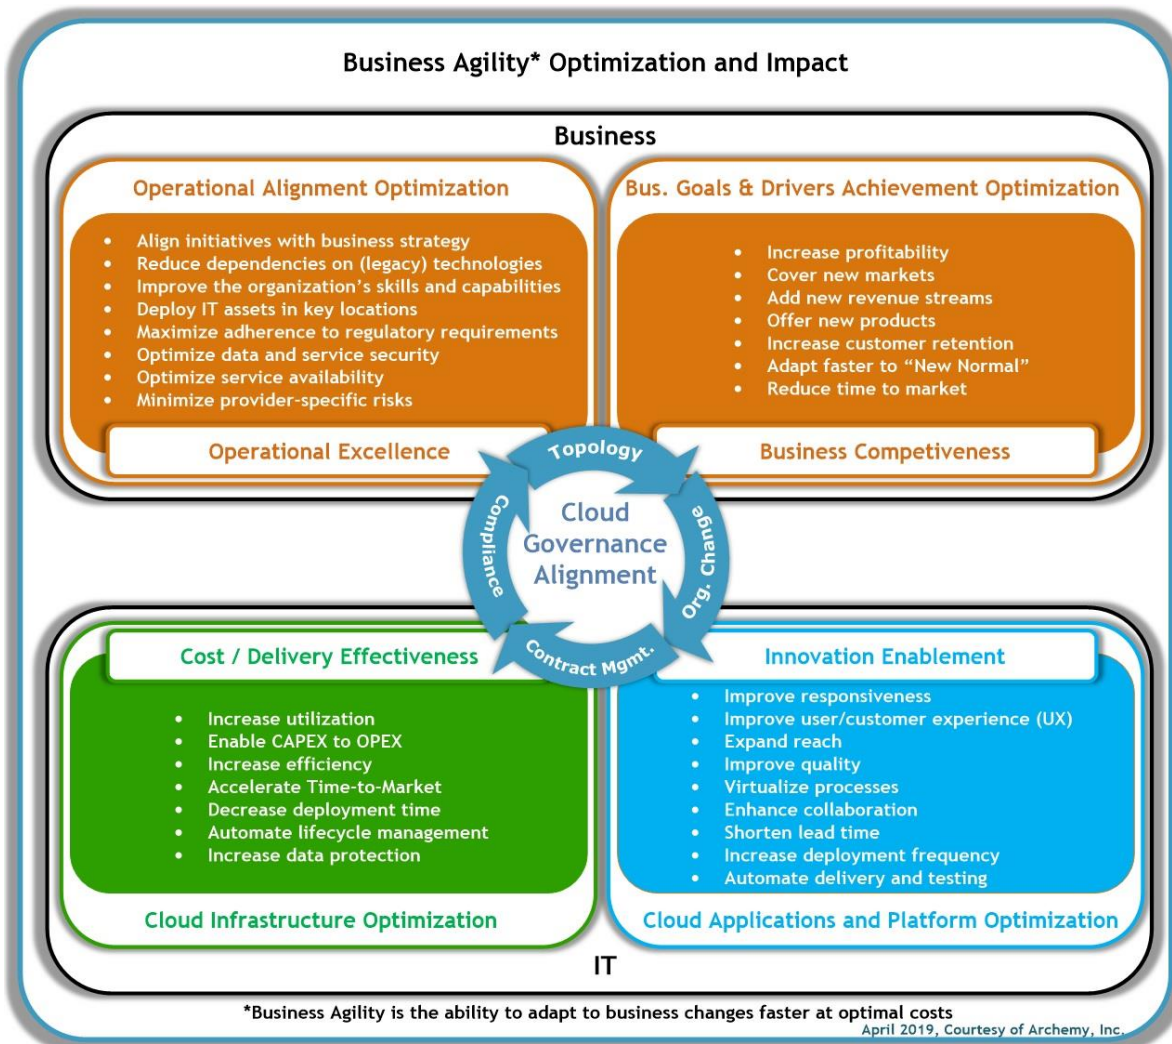 Business Agility* Optimization and Impact
Business
Operational Alignment Optimization
• Align initiatives with business strategy
• Reduce dependencies on (legacy) technologies
• Improve the organization's skills and capabilities
• Deploy IT assets in key locations
• Maximize adherence to regulatory requirements
• Optimize data and service security
• Optimize service availability
• Minimize provider-specific risks
Operational Excellence
Bus. Goals & Drivers Achievement Optimization
• Increase profitability
• Cover new markets
• Add new revenue streams
• Offer new products
• Increase customer retention
• Adapt faster to “New Normal”
• Reduce time to market
Business Competiveness
Topology
Org. Change
Contract Mgmt.
Compliance
Cloud
Governance
Alignment
Cost / Delivery Effectiveness
• Increase utilization
• Enable CAPEX to OPEX
• Increase efficiency
• Accelerate Time-to-Market
• Decrease deployment time
• Automate lifecycle management
• Increase data protection
Cloud Infrastructure Optimization
Innovation Enablement
• Improve responsiveness
• Improve user/customer experience (UX)
• Expand reach
• Improve quality
• Virtualize processes
• Enhance collaboration
• Shorten lead time
• Increase deployment frequency
• Automate delivery and testing
Cloud Applications and Platform Optimization
IT
*Business Agility is the ability to adapt to business changes faster at optimal costs
April 2019, Courtesy of Archemy, Inc.